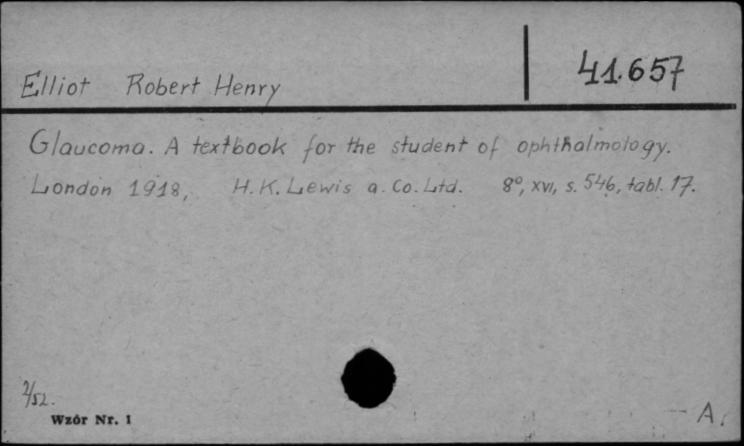 Elliot Robert Henry
41.657
Glaucoma. A textbook for the student of ophthalmology.
London 1918, H. K. Lewis a. Co. Ltd. 8°, XVI, s. 546, tabl. 17.
2/52.
Wzór Nr. 1
A.